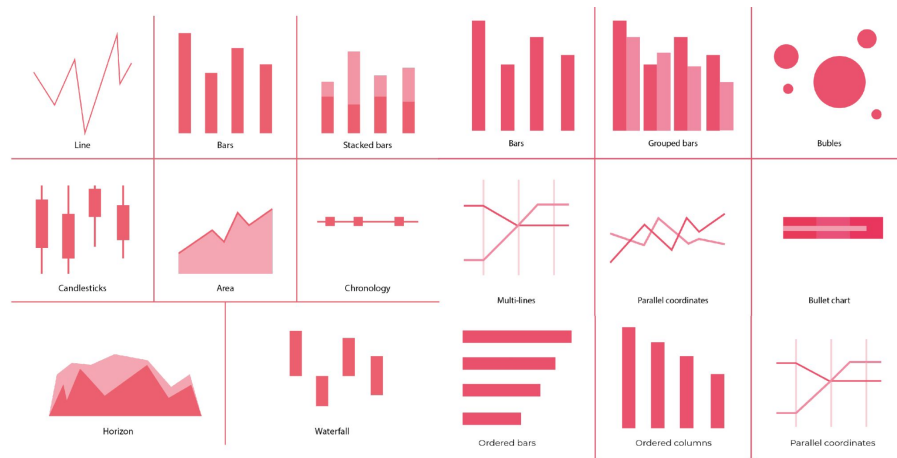 Line
Bars
Stacked bars
Bars
Grouped bars
Bubles
Candlesticks
Area
Chronology
Multi-lines
Parallel coordinates
Bullet chart
Horizon
Waterfall
Ordered bars
Ordered columns
Parallel coordinates